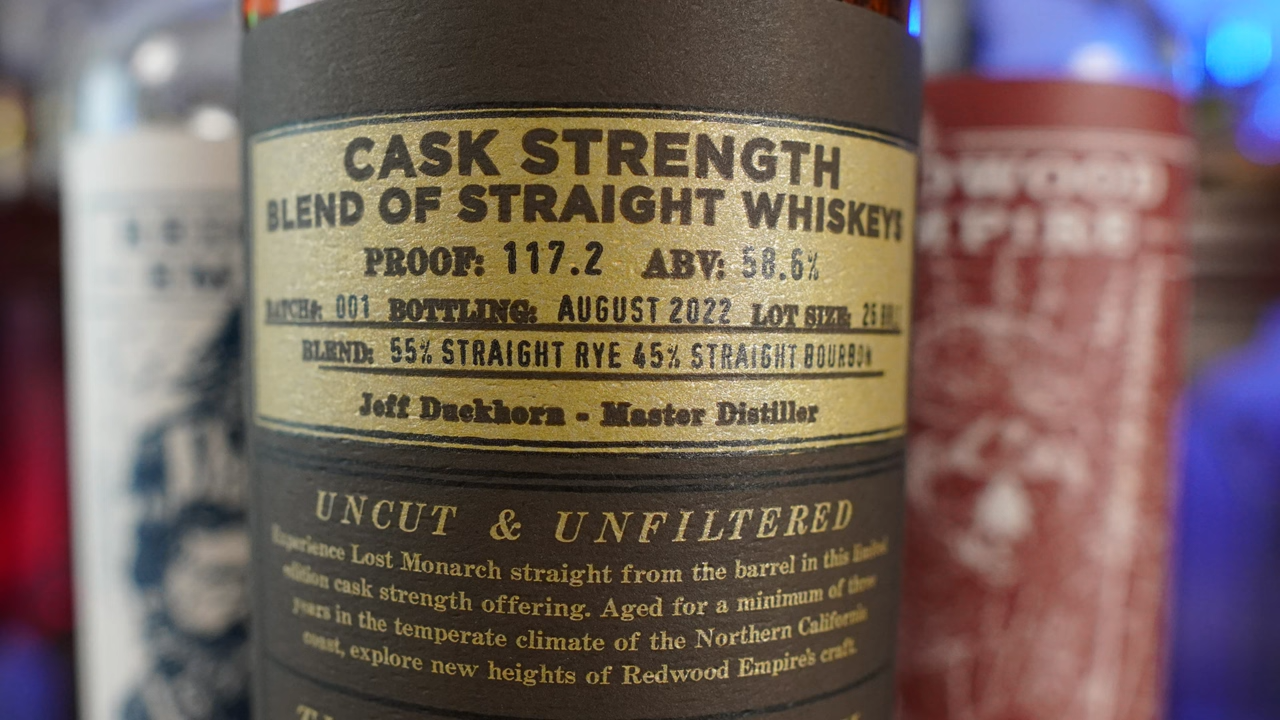 CASK STRENGTH
BLEND OF STRAIGHT WHISKEYS
PROOF: 117.2 ABV: 58.6%
BATCH#: 001 BOTTLING: AUGUST 2022 LOT SIZE: 25
BLEND: 55% STRAIGHT RYE 45% STRAIGHT BOURBON
Jeff Duckhorn - Master Distiller
UNCUT & UNFILTERED
Experience Lost Monarch straight from the barrel in this limited
edition cask strength offering. Aged for a minimum of three
years in the temperate climate of the Northern California
coast, explore new heights of Redwood Empire's craft.